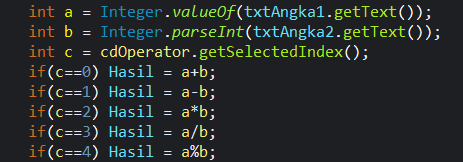 int a = Integer.valueOf(txtAngka1.getText());
int b = Integer.parseInt(txtAngka2.getText());
int c = cdOperator.getSelectedIndex();
if(c==0) Hasil = a+b;
if(c==1) Hasil = a-b;
if(c==2) Hasil = a*b;
if(c==3) Hasil = a/b;
if(c==4) Hasil = a%b;